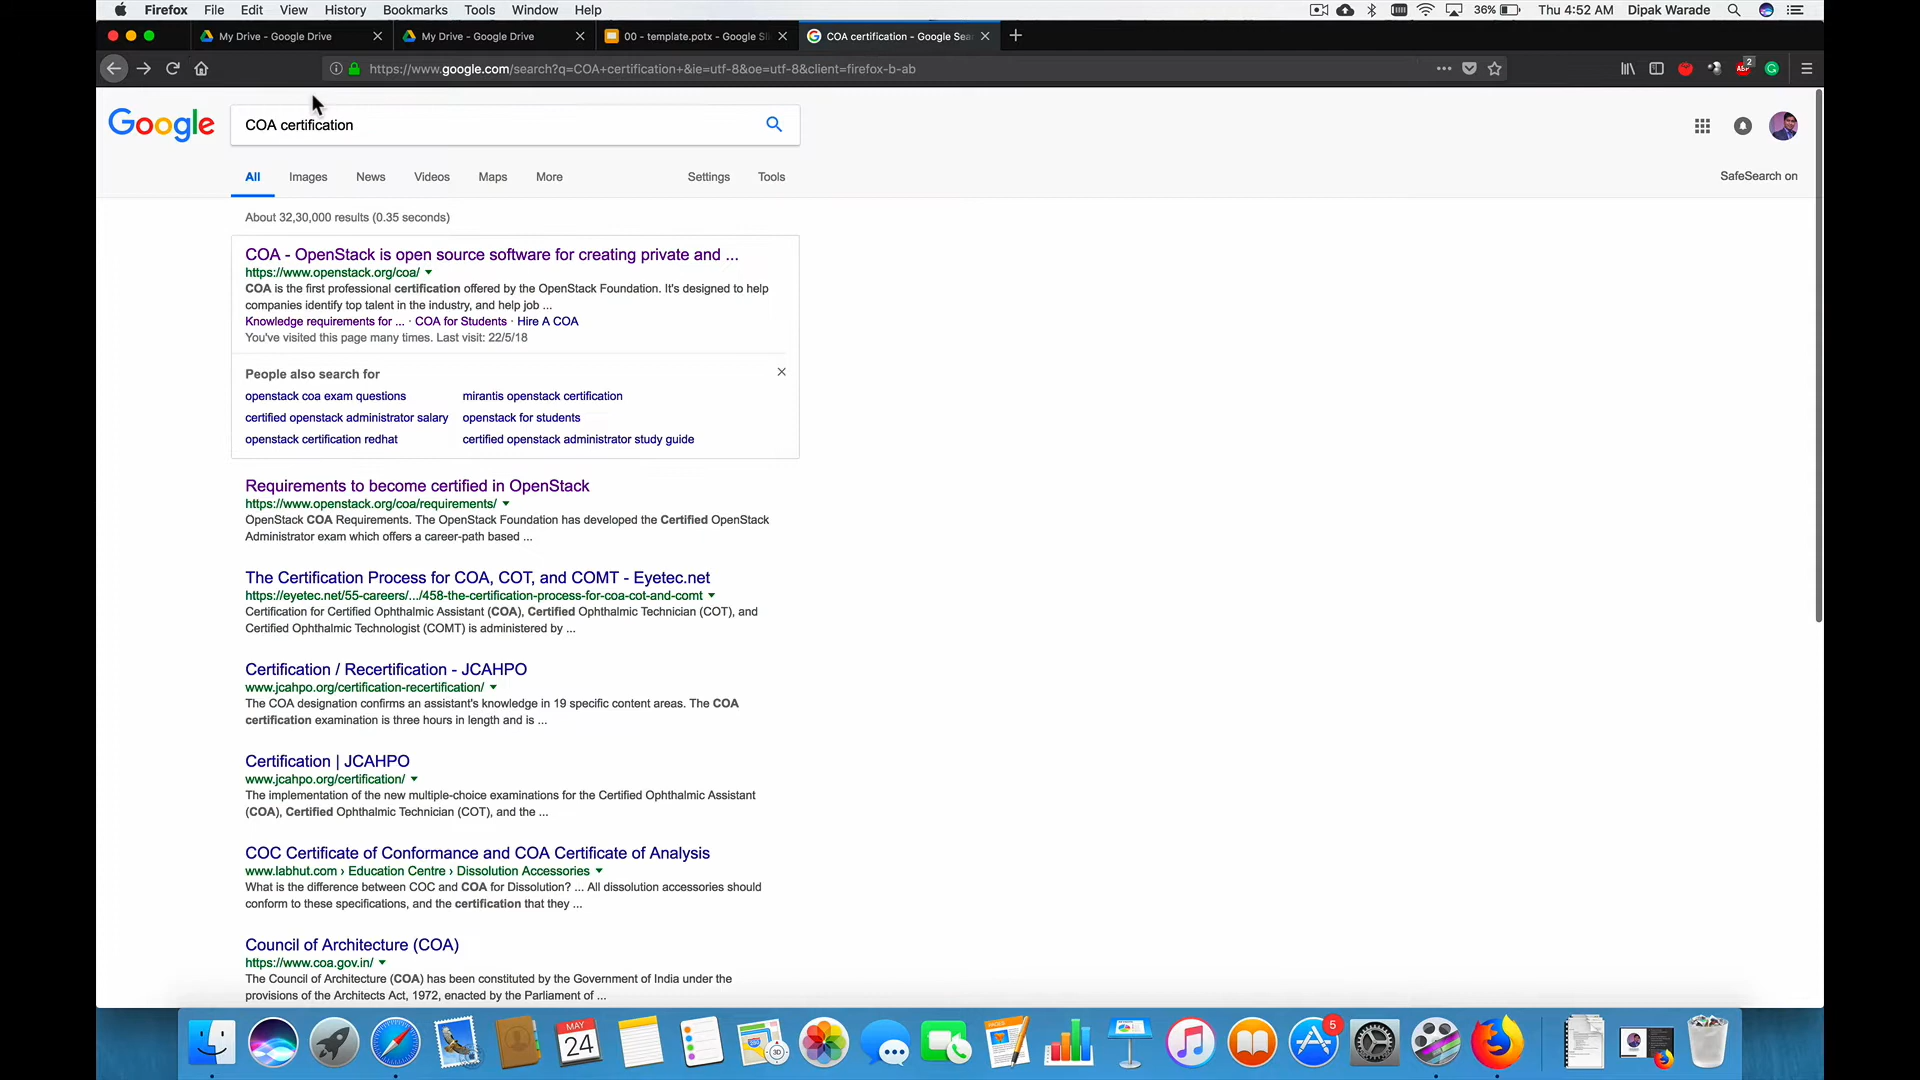 Firefox File Edit View History Bookmarks Tools Window Help 36% Thu 4:52 AM Dipak Warade
My Drive - Google Drive My Drive - Google Drive 00 - template.potx - Google Sli COA certification - Google Sea
https://www.google.com/search?q=COA+certification+&ie=utf-8&oe=utf-8&client=firefox-b-ab ABP 2
Google COA certification
All Images News Videos Maps More Settings Tools SafeSearch on
About 32,30,000 results (0.35 seconds)
COA - OpenStack is open source software for creating private and ...
https://www.openstack.org/coa/
COA is the first professional certification offered by the OpenStack Foundation. It's designed to help
companies identify top talent in the industry, and help job ...
Knowledge requirements for ... · COA for Students · Hire A COA
You've visited this page many times. Last visit: 22/5/18
People also search for
openstack coa exam questions mirantis openstack certification
certified openstack administrator salary openstack for students
openstack certification redhat certified openstack administrator study guide
Requirements to become certified in OpenStack
https://www.openstack.org/coa/requirements/
OpenStack COA Requirements. The OpenStack Foundation has developed the Certified OpenStack
Administrator exam which offers a career-path based ...
The Certification Process for COA, COT, and COMT - Eyetec.net
https://eyetec.net/55-careers/.../458-the-certification-process-for-coa-cot-and-comt
Certification for Certified Ophthalmic Assistant (COA), Certified Ophthalmic Technician (COT), and
Certified Ophthalmic Technologist (COMT) is administered by ...
Certification / Recertification - JCAHPO
www.jcahpo.org/certification-recertification/
The COA designation confirms an assistant's knowledge in 19 specific content areas. The COA
certification examination is three hours in length and is ...
Certification | JCAHPO
www.jcahpo.org/certification/
The implementation of the new multiple-choice examinations for the Certified Ophthalmic Assistant
(COA), Certified Ophthalmic Technician (COT), and the ...
COC Certificate of Conformance and COA Certificate of Analysis
www.labhut.com › Education Centre › Dissolution Accessories
What is the difference between COC and COA for Dissolution? ... All dissolution accessories should
conform to these specifications, and the certification that they ...
Council of Architecture (COA)
https://www.coa.gov.in/
The Council of Architecture (COA) has been constituted by the Government of India under the
provisions of the Architects Act, 1972, enacted by the Parliament of ...
MAY
24
3D
PAGES
5